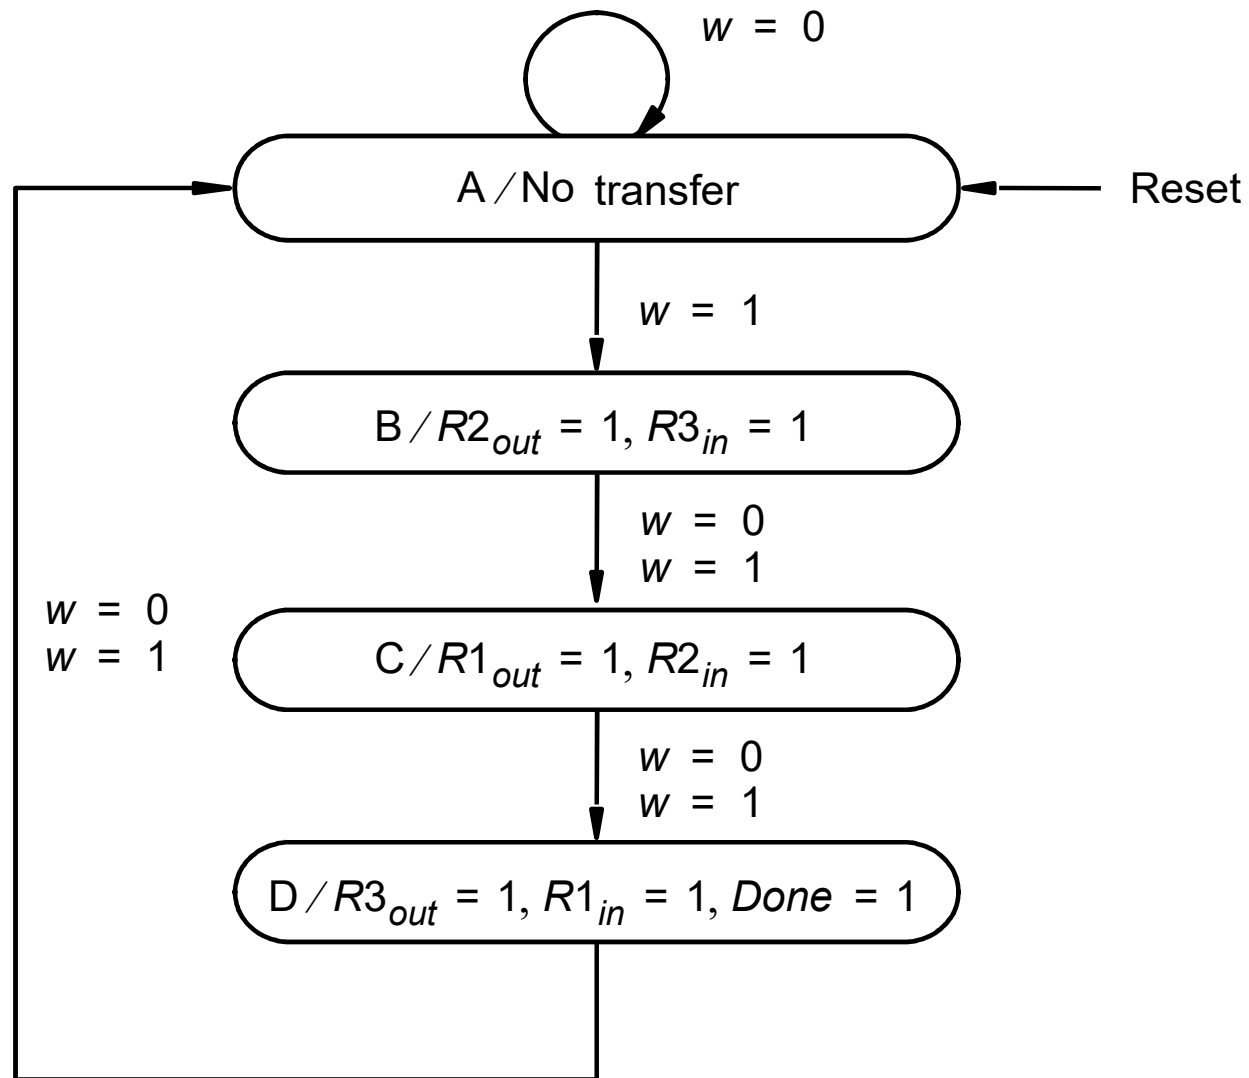 w = 0
A / No transfer
Reset
w = 1
B / R2out = 1, R3in = 1
w = 0
w = 1
w = 0
w = 1
C / R1out = 1, R2in = 1
w = 0
w = 1
D / R3out = 1, R1in = 1, Done = 1